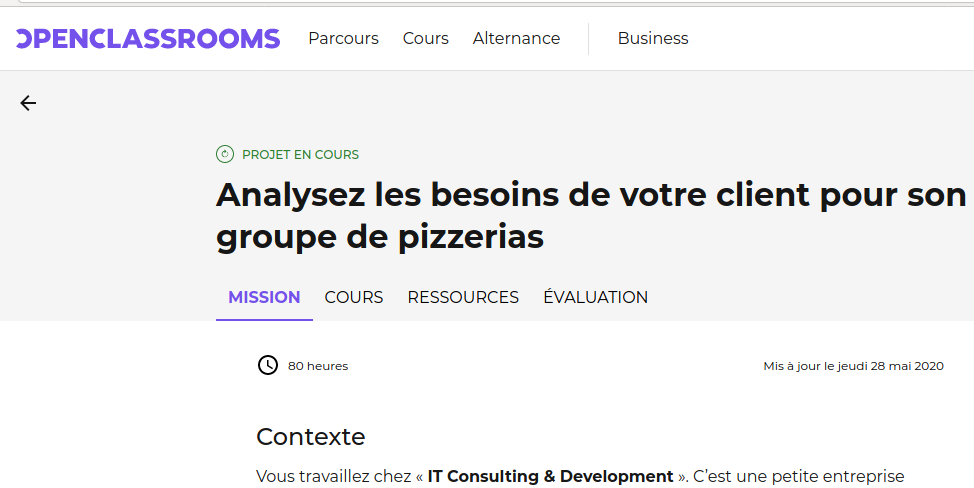 OPENCLASSROOMS Parcours Cours Alternance Business
PROJET EN COURS
Analysez les besoins de votre client pour son
groupe de pizzerias
MISSION COURS RESSOURCES ÉVALUATION
80 heures Mis à jour le jeudi 28 mai 2020
Contexte
Vous travaillez chez « IT Consulting & Development ». C’est une petite entreprise